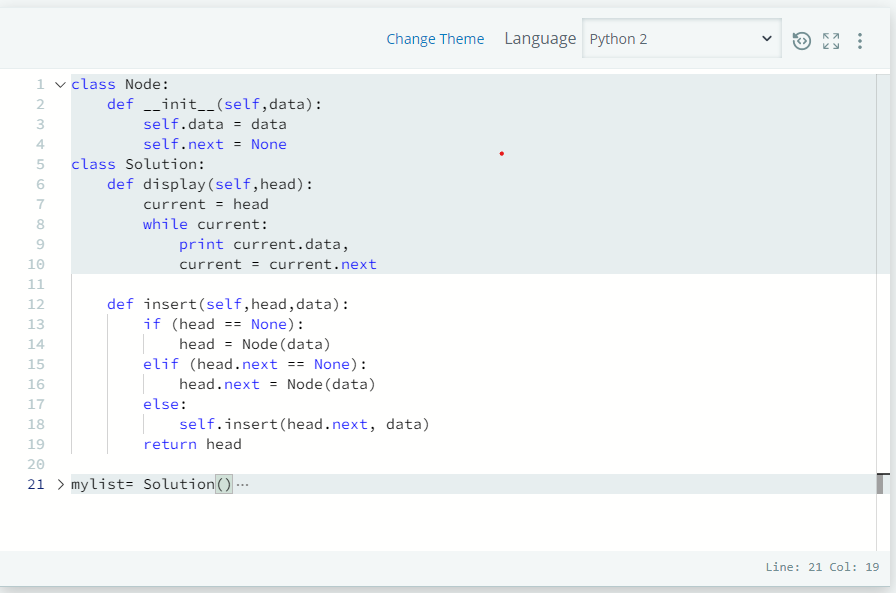 Change Theme Language Python 2
1 class Node:
2     def __init__(self,data):
3         self.data = data
4         self.next = None
5 class Solution:
6     def display(self,head):
7         current = head
8         while current:
9             print current.data,
10             current = current.next
11
12     def insert(self,head,data):
13         if (head == None):
14             head = Node(data)
15         elif (head.next == None):
16             head.next = Node(data)
17         else:
18             self.insert(head.next, data)
19         return head
20
21 mylist= Solution()···
Line: 21 Col: 19